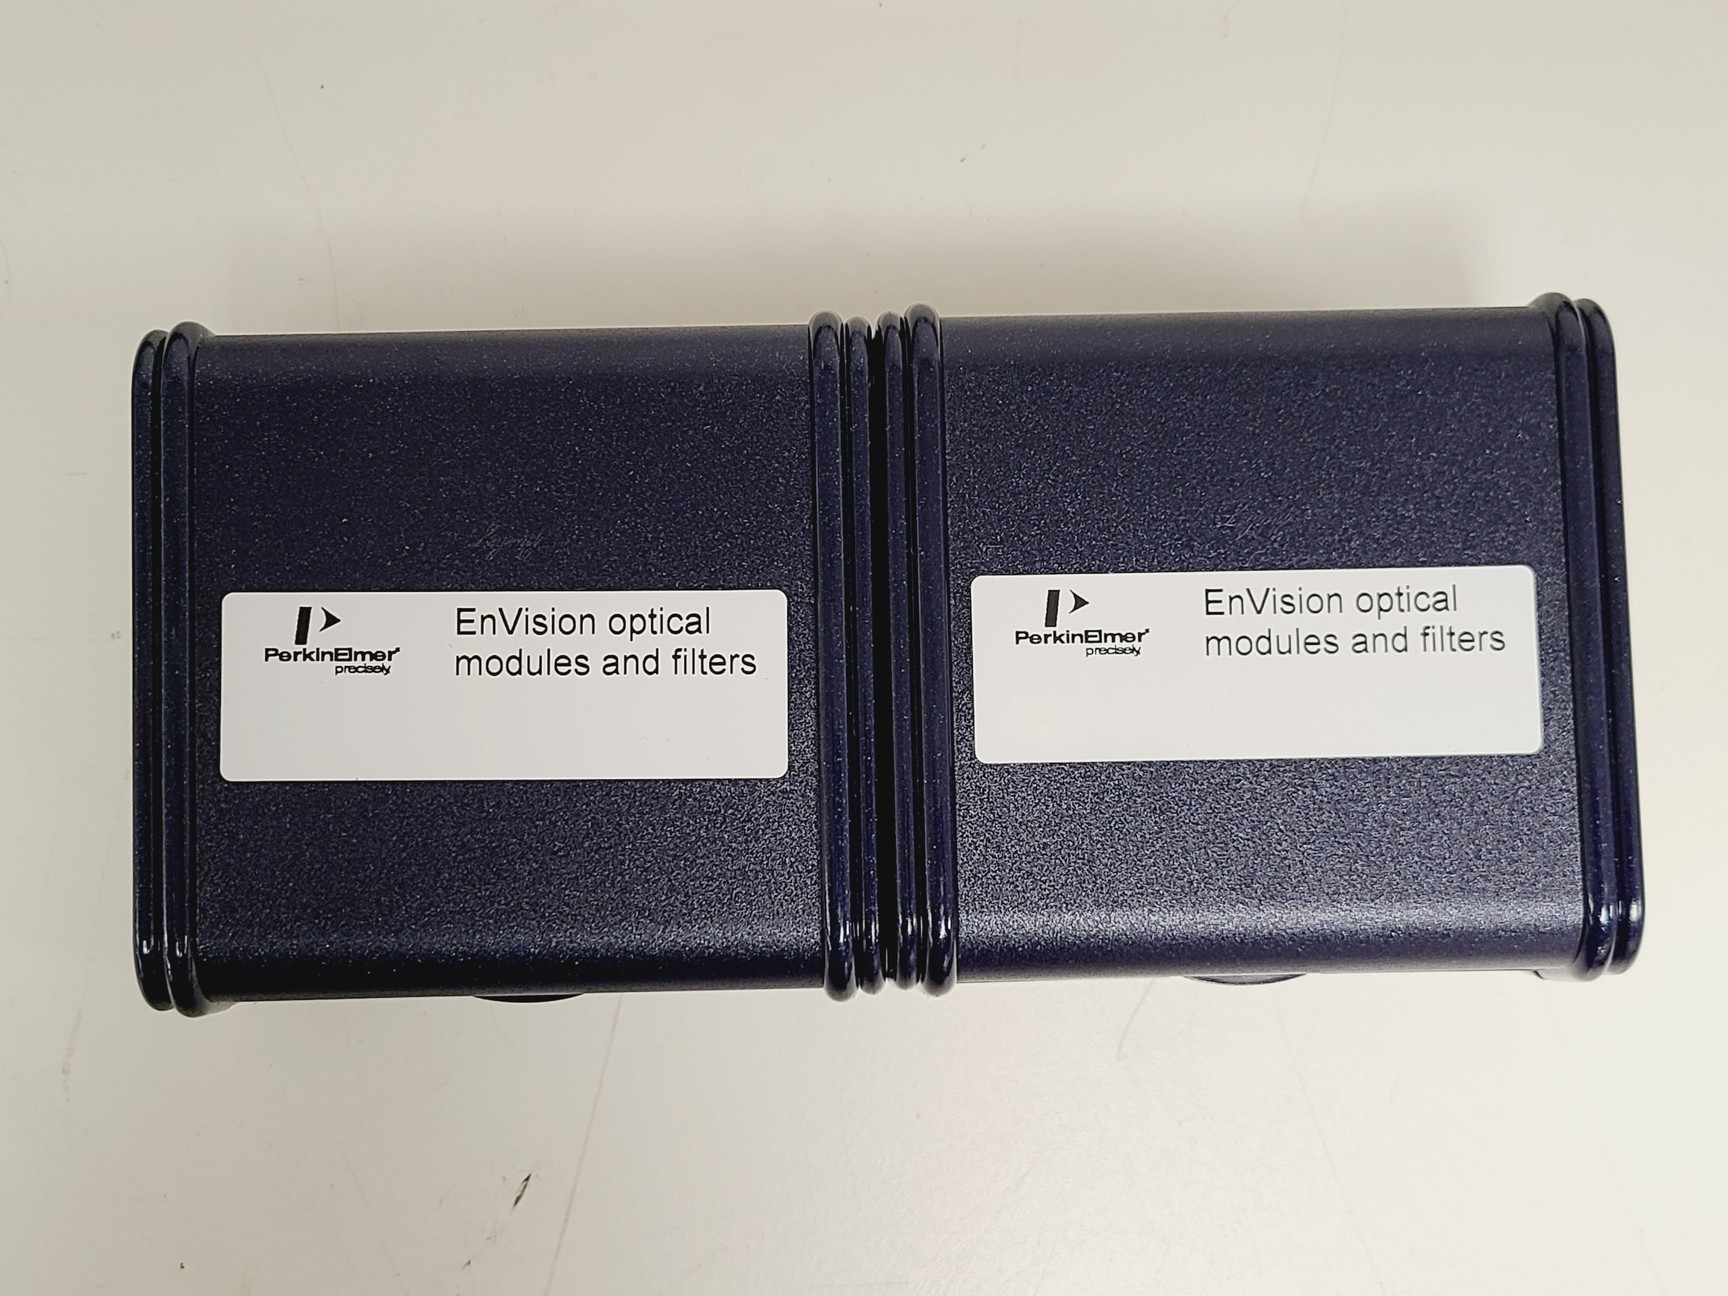 PerkinElmer
precisely
EnVision optical
modules and filters
PerkinElmer
precisely
EnVision optical
modules and filters